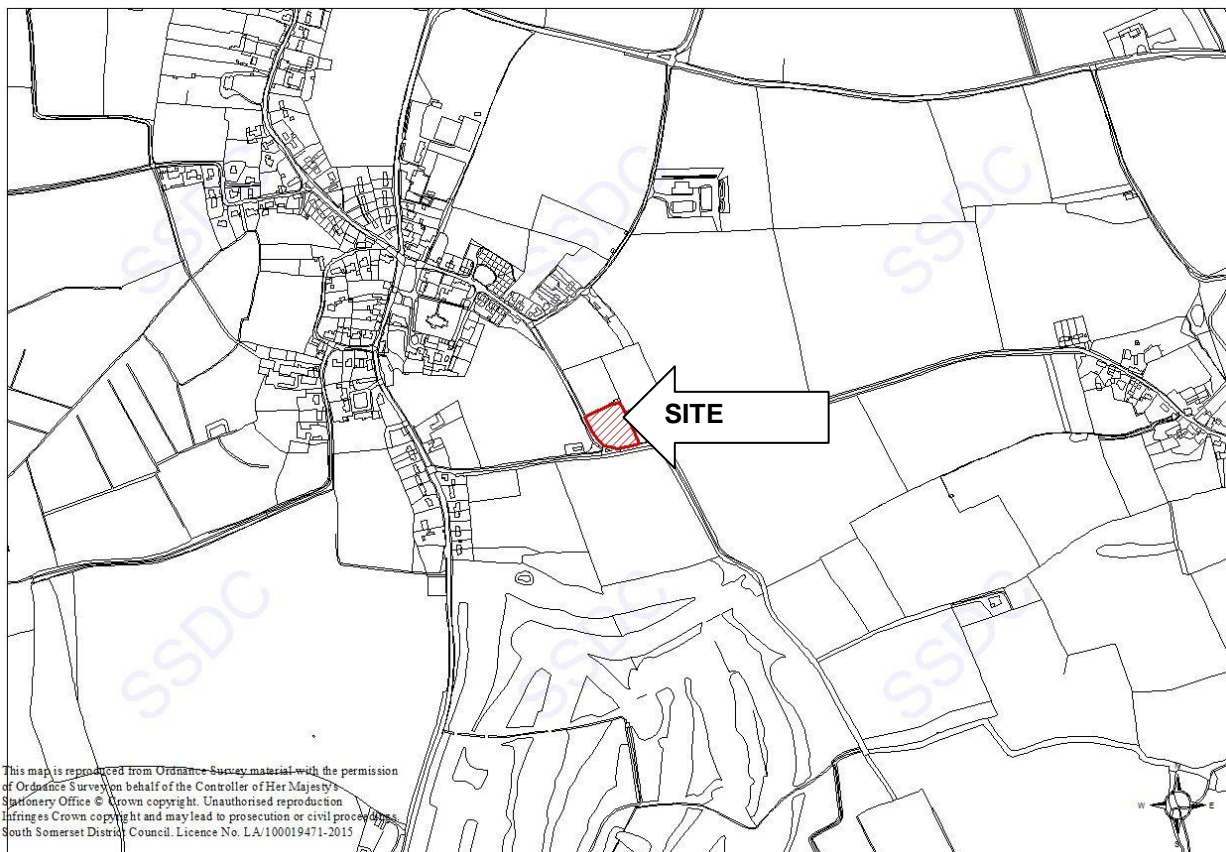 SSDC
SSDC
SSDC
SITE
SSDC
SSDC
SSDC
This map is reproduced from Ordnance Survey material with the permission
of Ordnance Survey on behalf of the Controller of Her Majesty's
Stationery Office © Crown copyright. Unauthorised reproduction
Infringes Crown copyright and may lead to prosecution or civil proceedings.
South Somerset District Council. Licence No. LA/100019471-2015
N
W E
S